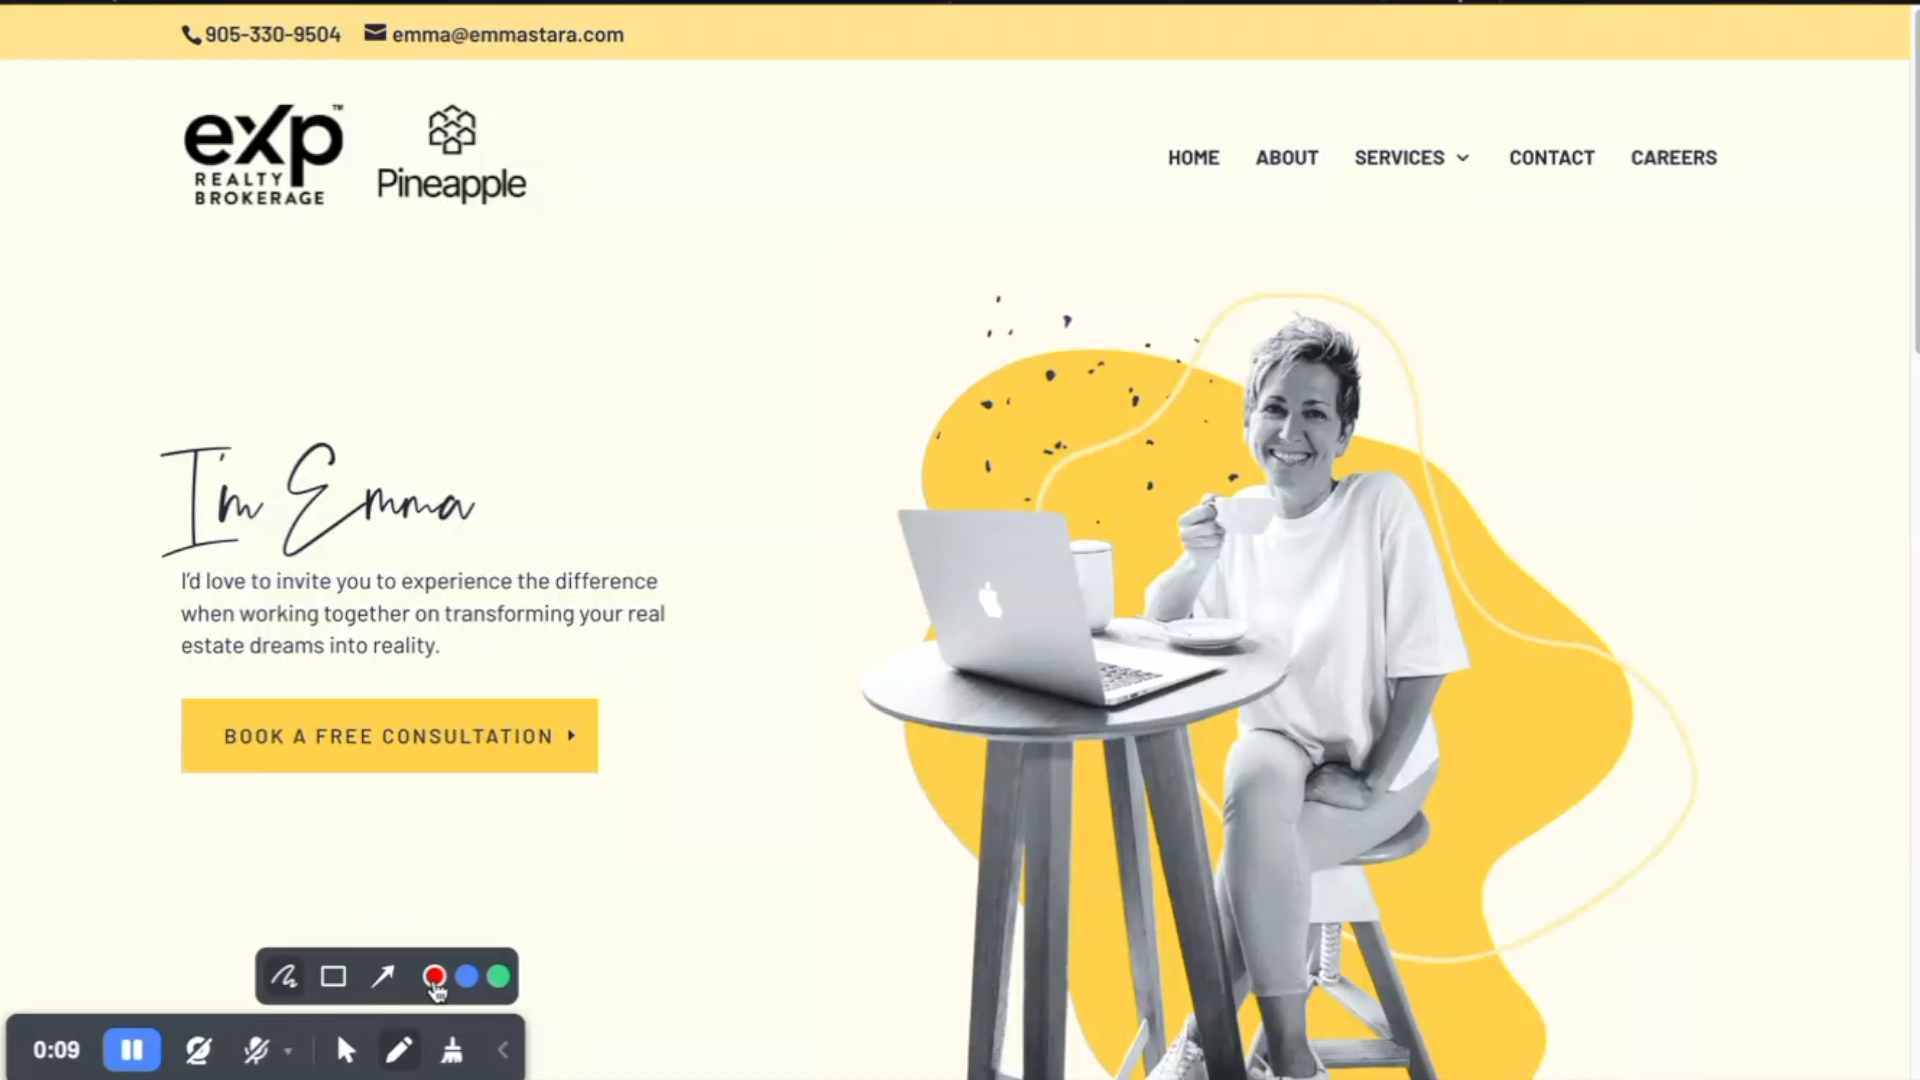 905-330-9504 emma@emmastara.com
eXp™
REALTY
BROKERAGE
Pineapple
HOME ABOUT SERVICES CONTACT CAREERS
I'm Emma
I'd love to invite you to experience the difference
when working together on transforming your real
estate dreams into reality.
BOOK A FREE CONSULTATION
0:09